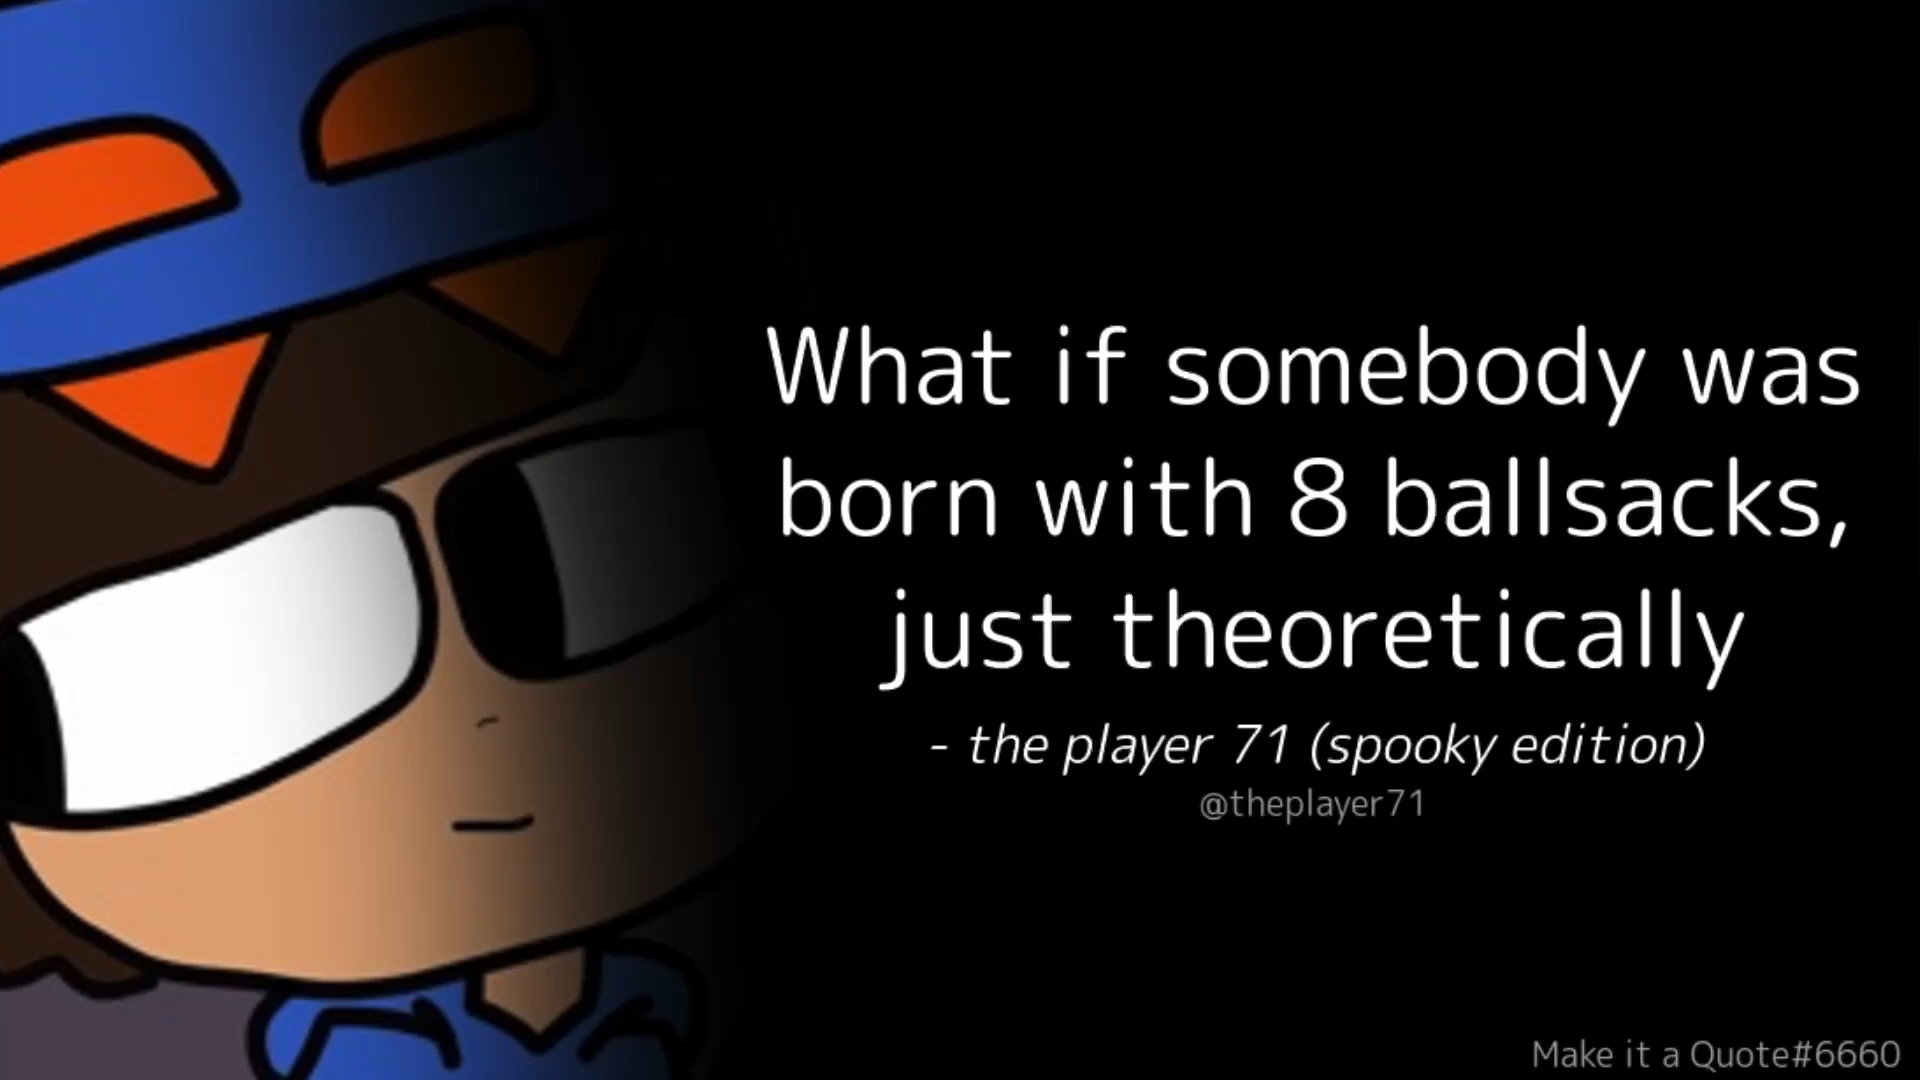 What if somebody was
born with 8 ballsacks,
just theoretically
- the player 71 (spooky edition)
@theplayer71
Make it a Quote#6660